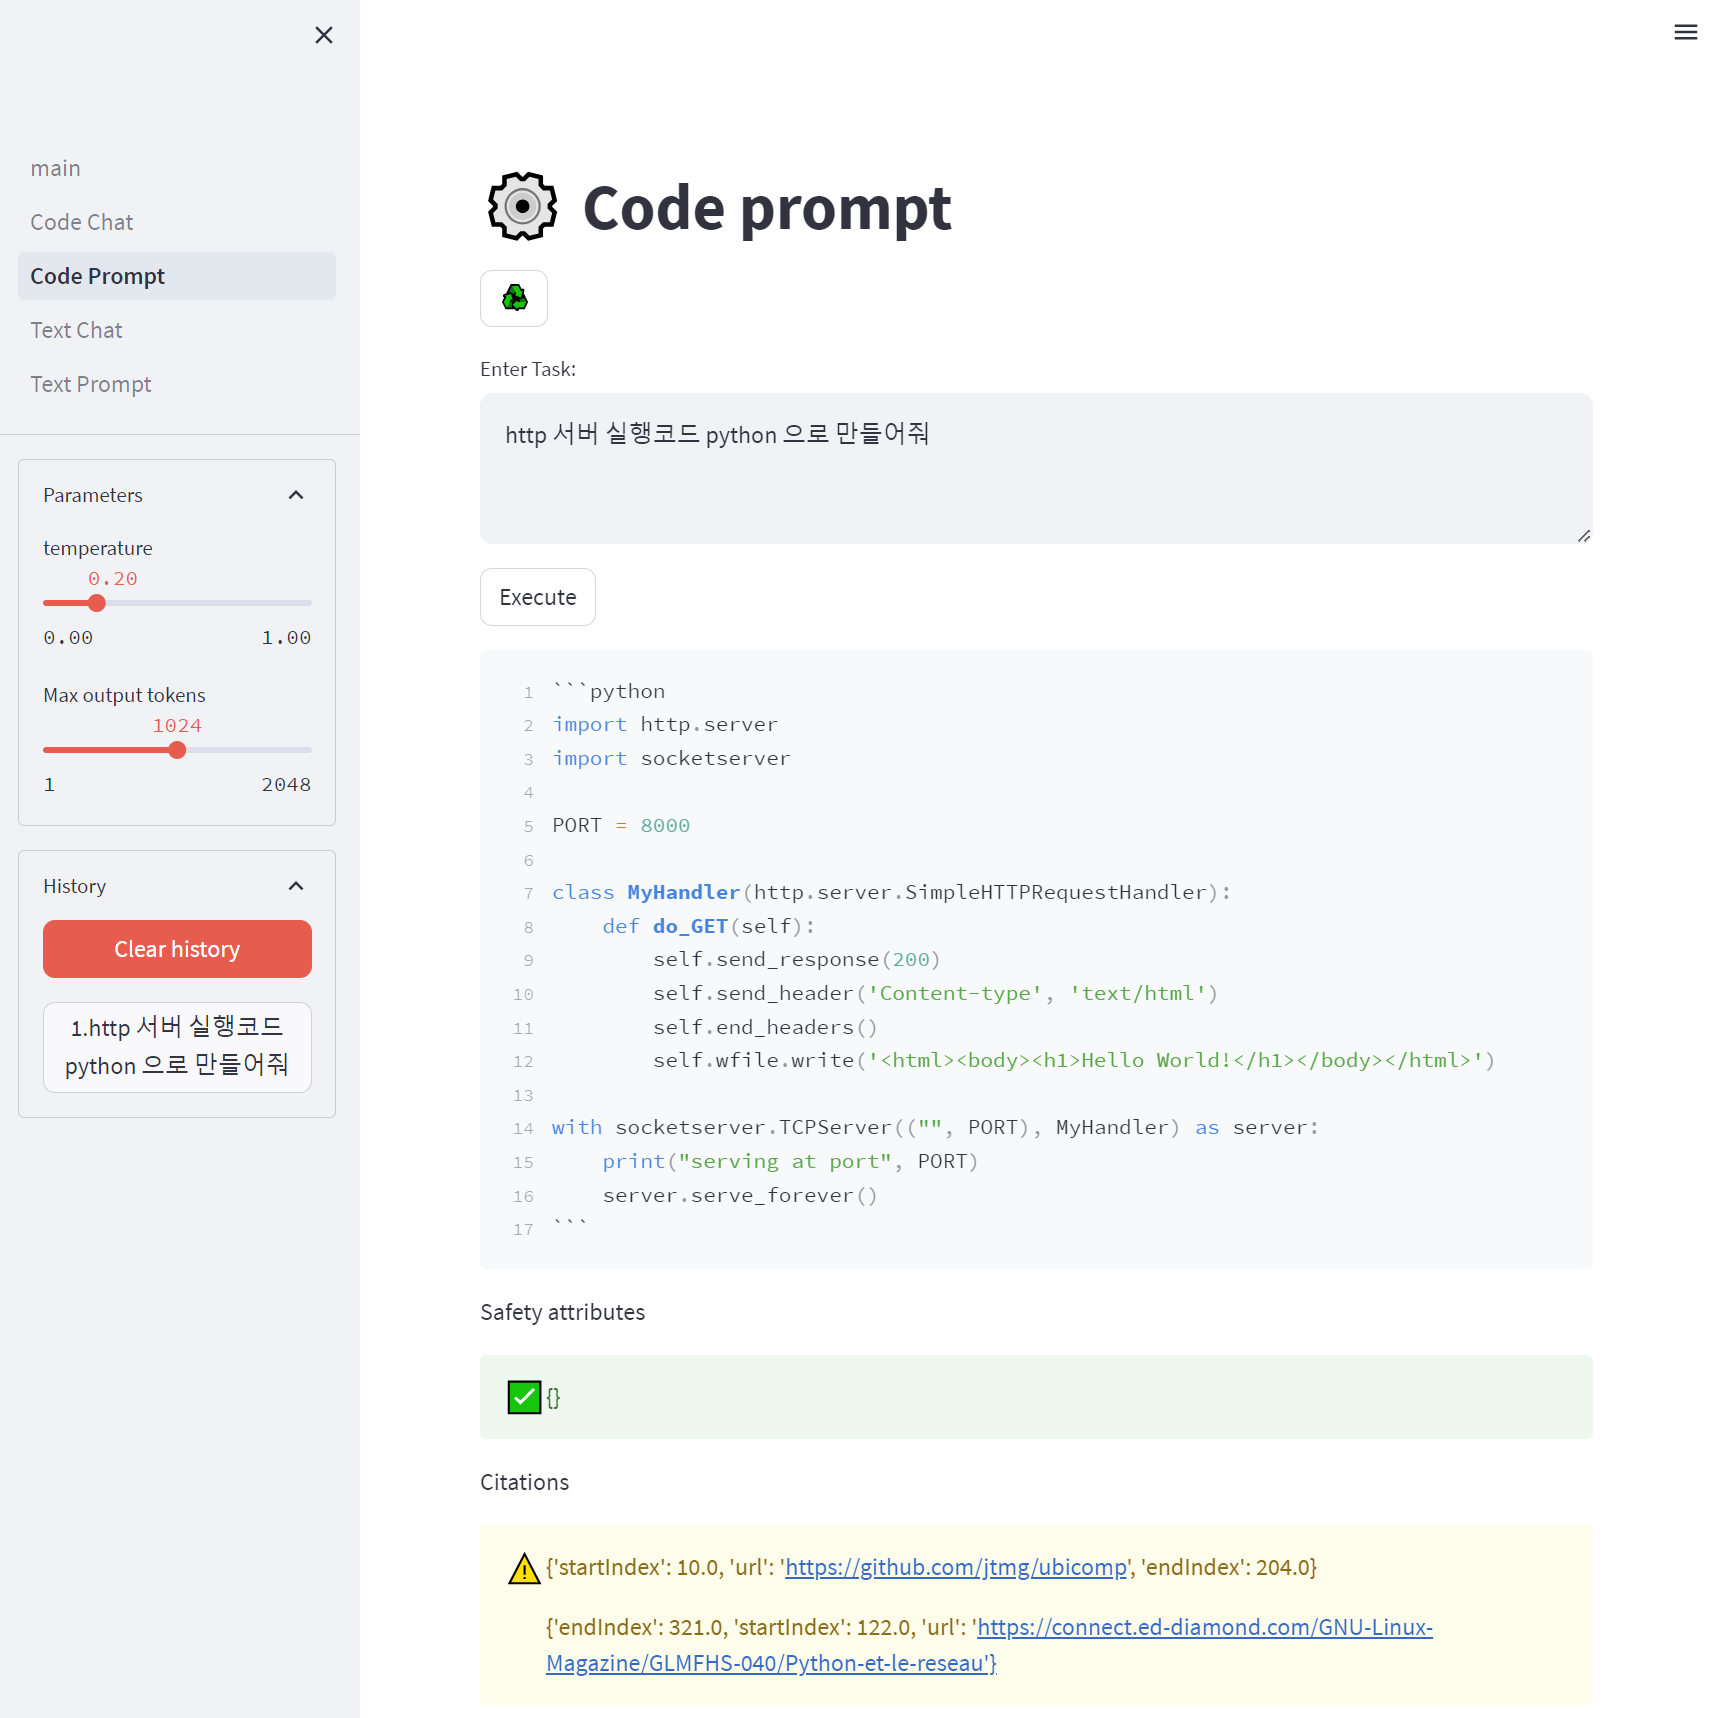 main
Code Chat
Code Prompt
Text Chat
Text Prompt
Parameters
temperature
0.20
0.00 1.00
Max output tokens
1024
1 2048
History
Clear history
1.http 서버 실행코드
python 으로 만들어줘
Code prompt
Enter Task:
http 서버 실행코드 python 으로 만들어줘
Execute
1 ```python
2 import http.server
3 import socketserver
4
5 PORT = 8000
6
7 class MyHandler(http.server.SimpleHTTPRequestHandler):
8     def do_GET(self):
9         self.send_response(200)
10         self.send_header('Content-type', 'text/html')
11         self.end_headers()
12         self.wfile.write('<html><body><h1>Hello World!</h1></body></html>')
13
14 with socketserver.TCPServer(("", PORT), MyHandler) as server:
15     print("serving at port", PORT)
16     server.serve_forever()
17 ```
Safety attributes
{}
Citations
{'startIndex': 10.0, 'url': 'https://github.com/jtmg/ubicomp', 'endIndex': 204.0}
{'endIndex': 321.0, 'startIndex': 122.0, 'url': 'https://connect.ed-diamond.com/GNU-Linux-
Magazine/GLMFHS-040/Python-et-le-reseau'}